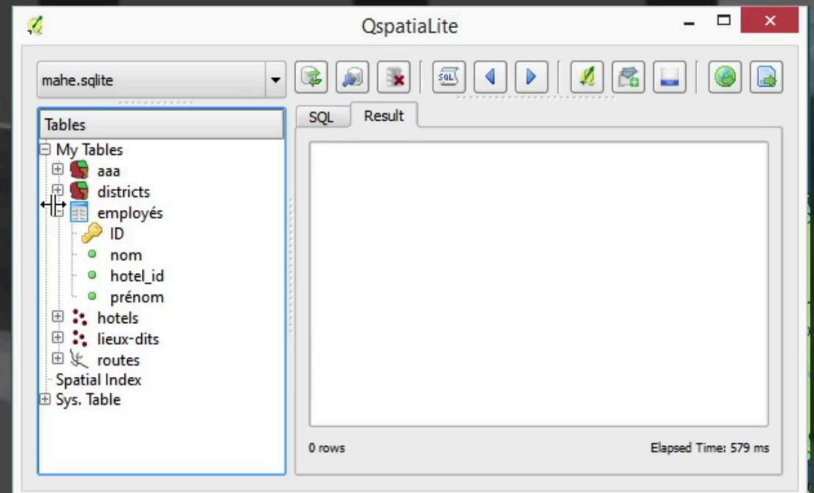 QspatiaLite
mahe.sqlite
SQL
SQL
Result
Tables
My Tables
aaa
districts
employés
ID
nom
hotel_id
prénom
hotels
lieux-dits
routes
Spatial Index
Sys. Table
0 rows
Elapsed Time: 579 ms